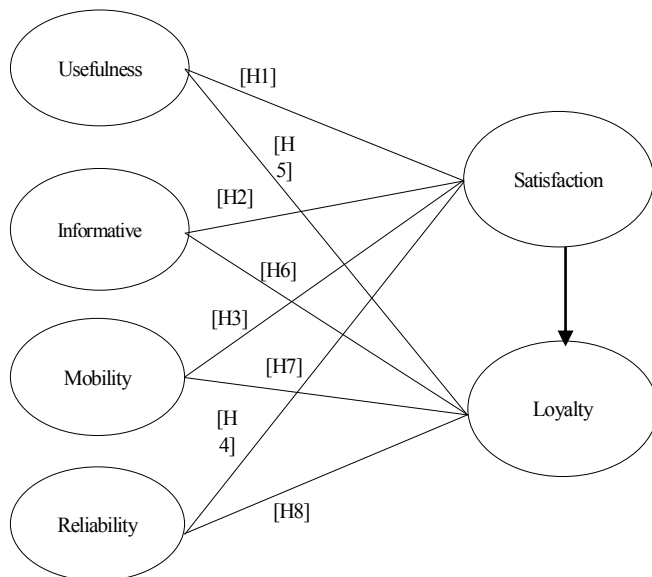 Usefulness
[H1]
[H
5]
Satisfaction
[H2]
Informative
[H6]
[H3]
[H7]
Mobility
[H
4]
Loyalty
[H8]
Reliability